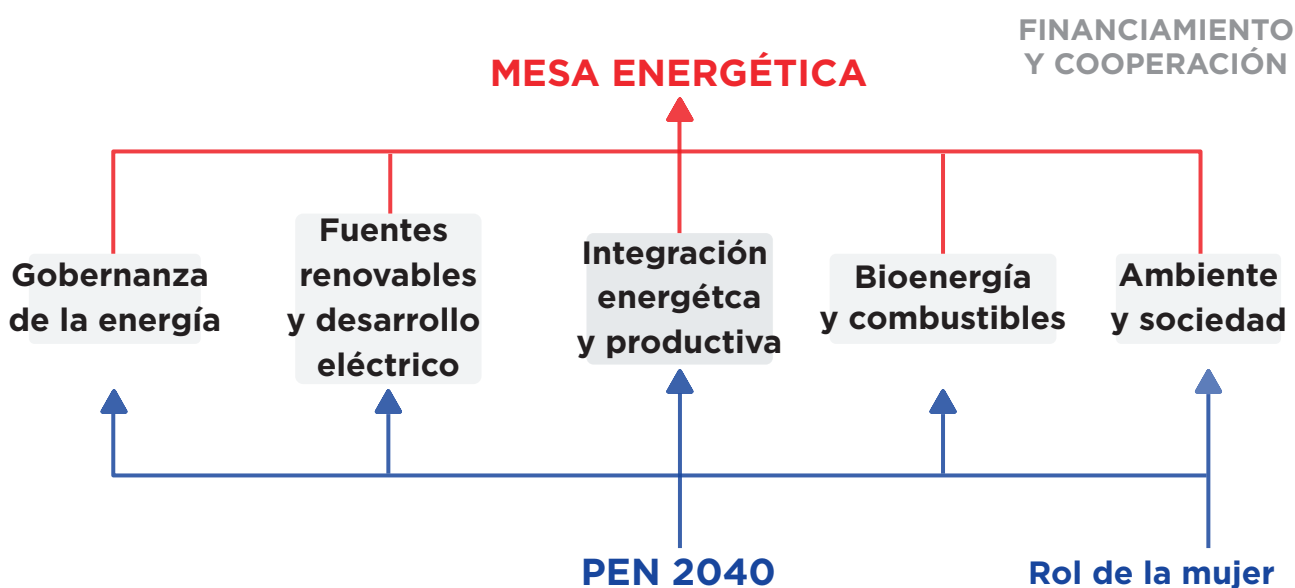 FINANCIAMIENTO
Y COOPERACIÓN
MESA ENERGÉTICA
Gobernanza
de la energía
Fuentes
renovables
y desarrollo
eléctrico
Integración
energétca
y productiva
Bioenergía
y combustibles
Ambiente
y sociedad
PEN 2040
Rol de la mujer